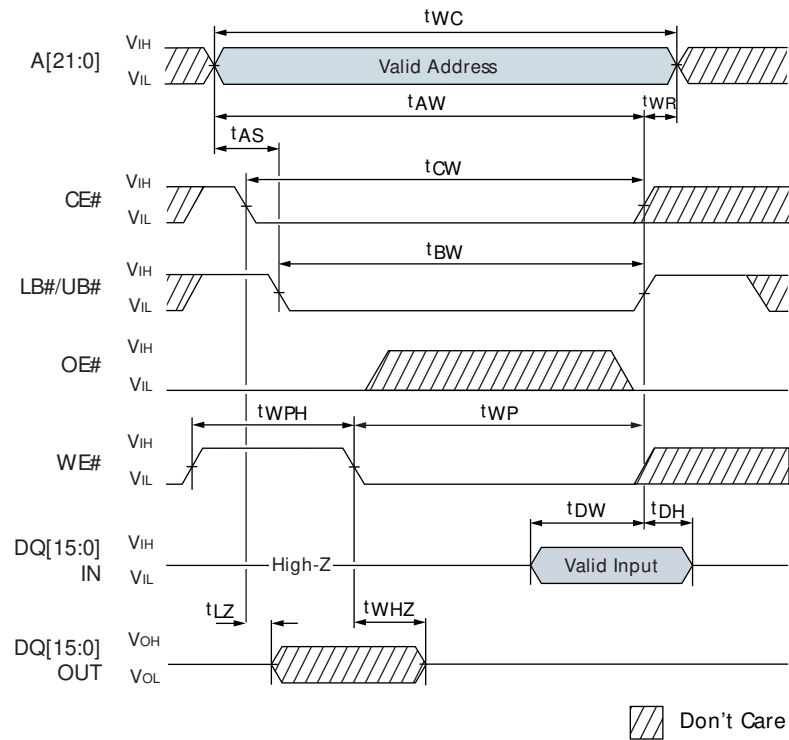 tWC
A[21:0] VIH
VIL
Valid Address
tAW
tWR
tAS
tCW
CE# VIH
VIL
tBW
LB#/UB# VIH
VIL
OE# VIH
VIL
tWPH
tWP
WE# VIH
VIL
tDW
tDH
DQ[15:0] IN VIH
VIL
High-Z
Valid Input
tLZ
tWHZ
DQ[15:0] OUT VOH
VOL
Don't Care